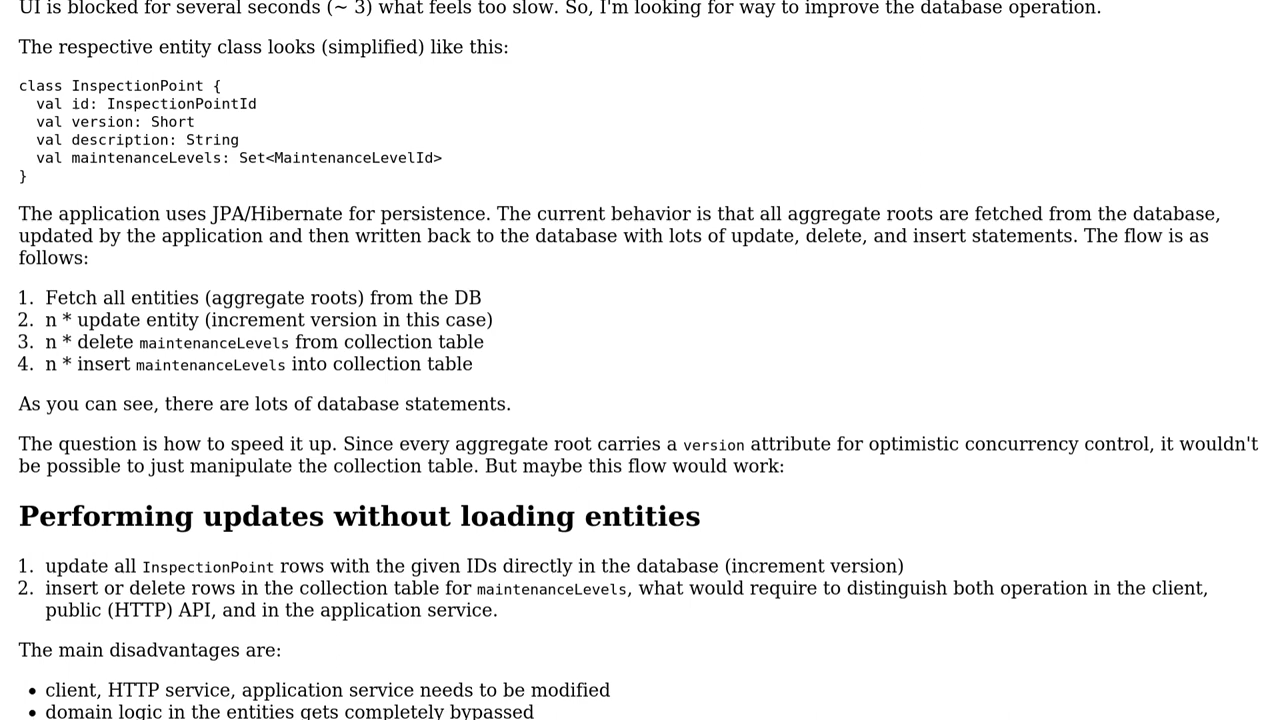 UI is blocked for several seconds (~ 3) what feels too slow. So, I'm looking for way to improve the database operation.
The respective entity class looks (simplified) like this:
class InspectionPoint {
  val id: InspectionPointId
  val version: Short
  val description: String
  val maintenanceLevels: Set<MaintenanceLevelId>
}
The application uses JPA/Hibernate for persistence. The current behavior is that all aggregate roots are fetched from the database,
updated by the application and then written back to the database with lots of update, delete, and insert statements. The flow is as
follows:
1. Fetch all entities (aggregate roots) from the DB
2. n * update entity (increment version in this case)
3. n * delete maintenanceLevels from collection table
4. n * insert maintenanceLevels into collection table
As you can see, there are lots of database statements.
The question is how to speed it up. Since every aggregate root carries a version attribute for optimistic concurrency control, it wouldn't
be possible to just manipulate the collection table. But maybe this flow would work:
Performing updates without loading entities
1. update all InspectionPoint rows with the given IDs directly in the database (increment version)
2. insert or delete rows in the collection table for maintenanceLevels, what would require to distinguish both operation in the client,
public (HTTP) API, and in the application service.
The main disadvantages are:
• client, HTTP service, application service needs to be modified
• domain logic in the entities gets completely bypassed